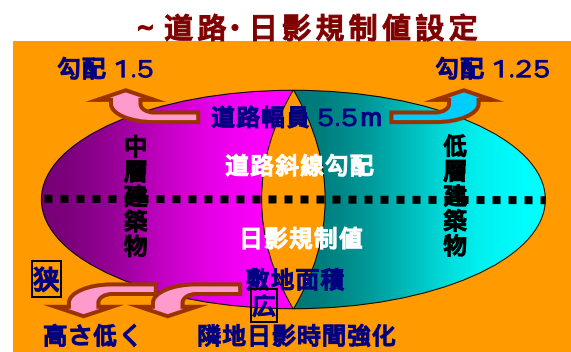 ~道路・日影規制値設定
勾配 1.5
勾配 1.25
道路幅員 5.5m
中層建築物
道路斜線勾配
低層建築物
日影規制値
敷地面積
狭
広
高さ低く
隣地日影時間強化